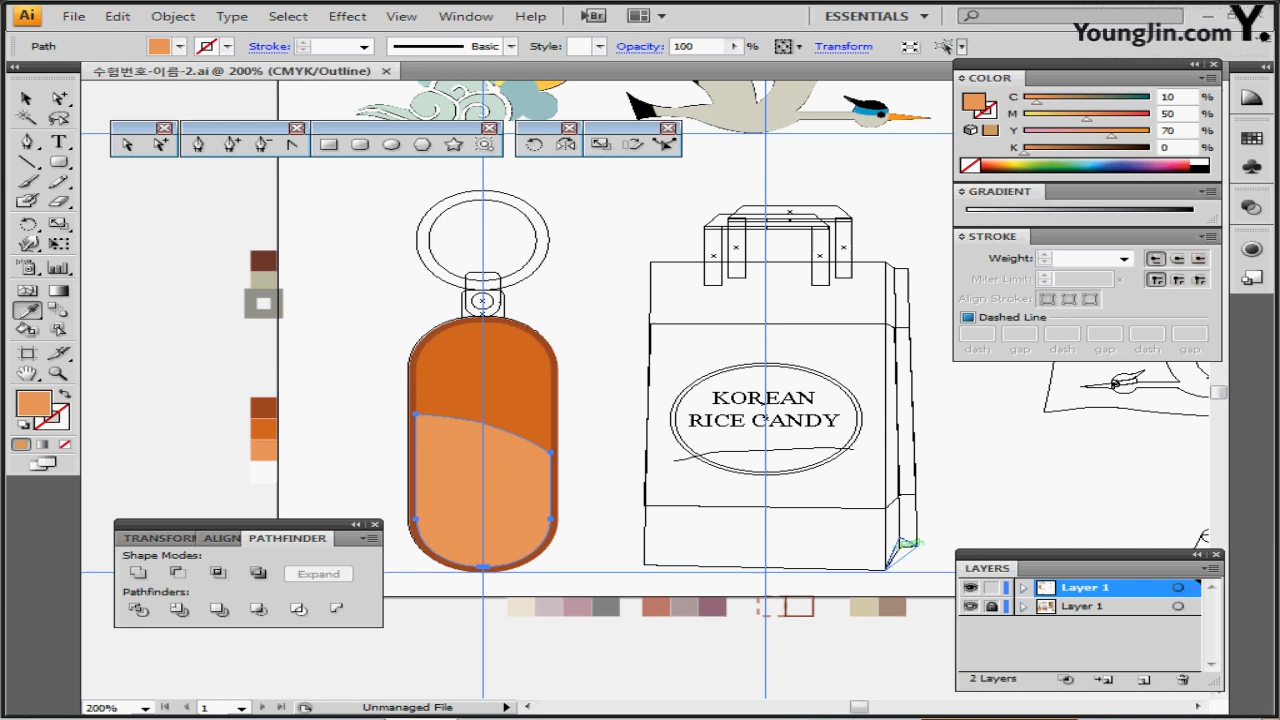 Ai File Edit Object Type Select Effect View Window Help Br ESSENTIALS
YoungJin.com Y.
Path Stroke: Basic Style: Opacity: 100 % Transform
수험번호-이름-2.ai @ 200% (CMYK/Outline)
COLOR
C 10 %
M 50 %
Y 70 %
K 0 %
GRADIENT
STROKE
Weight:
Miter Limit: x
Align Stroke:
Dashed Line
dash gap dash gap dash gap
KOREAN
RICE CANDY
TRANSFORM ALIGN PATHFINDER
Shape Modes:
Expand
Pathfinders:
LAYERS
Layer 1
Layer 1
2 Layers
200% 1 Unmanaged File